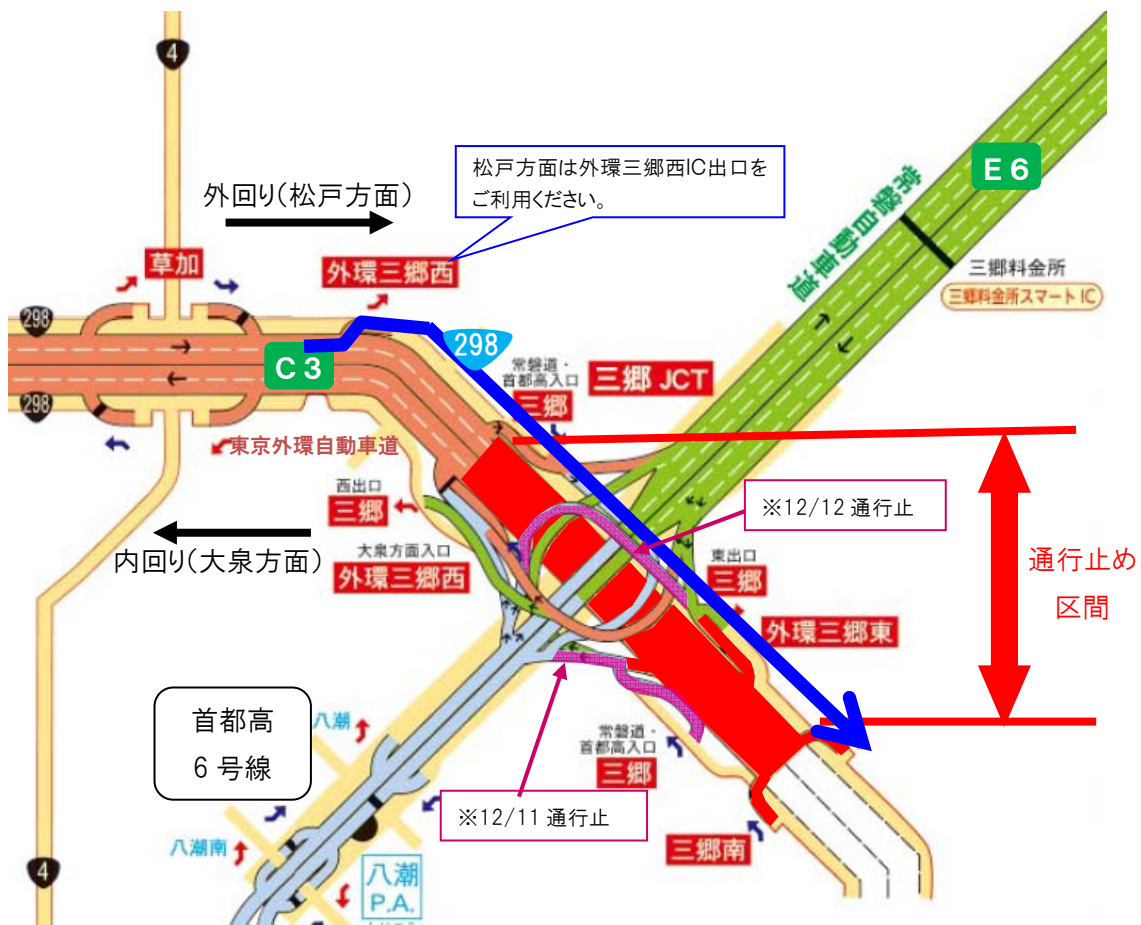 4
松戸方面は外環三郷西IC出口を
ご利用ください。
外回り(松戸方面)
E6
常磐自動車道
草加
外環三郷西
三郷料金所
三郷料金所スマートIC
298
C3
298
常磐道・
首都高入口
三郷
三郷 JCT
298
東京外環自動車道
西出口
三郷
※12/12 通行止
内回り(大泉方面)
大泉方面入口
外環三郷西
東出口
三郷
通行止め
区間
外環三郷東
首都高
6号線
八潮
常磐道・
首都高入口
三郷
※12/11 通行止
八潮南
三郷南
4
八潮
P.A.